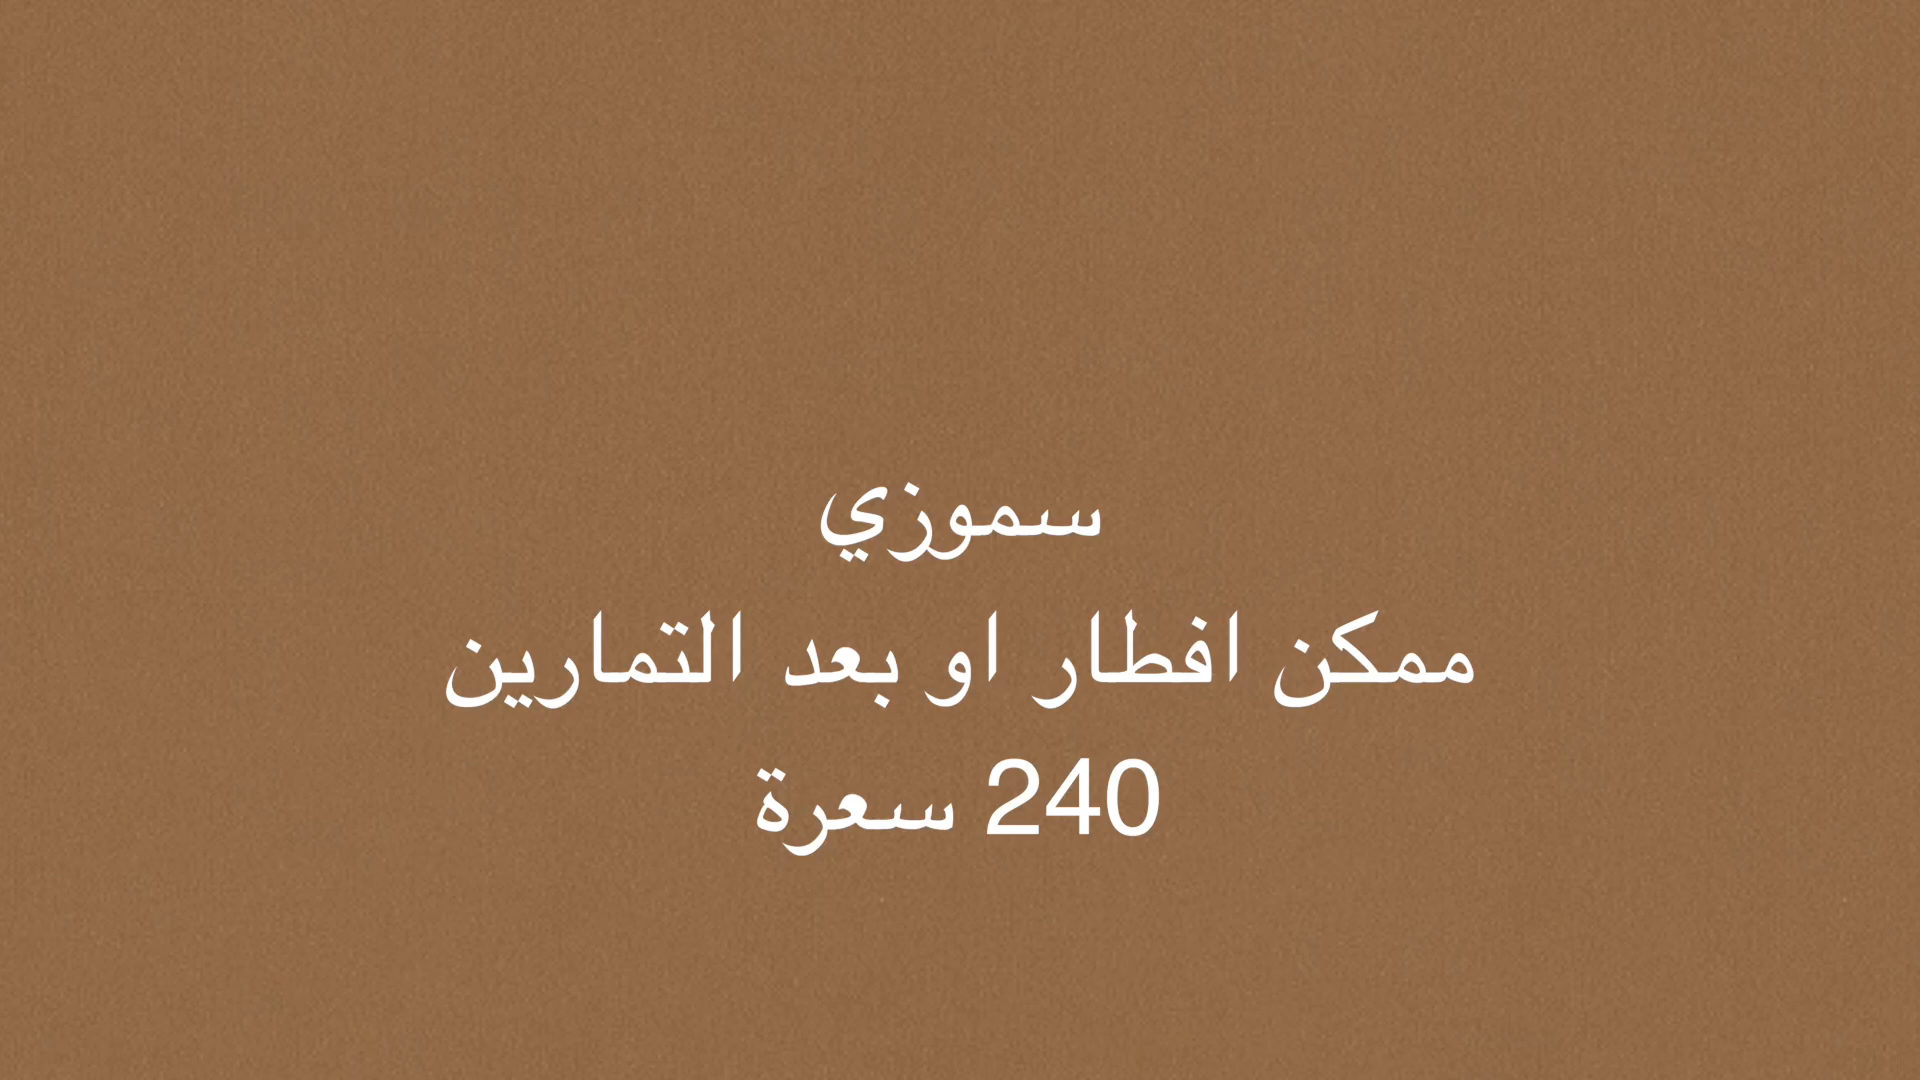 سموزي
ممكن افطار او بعد التمارين
240 سعرة